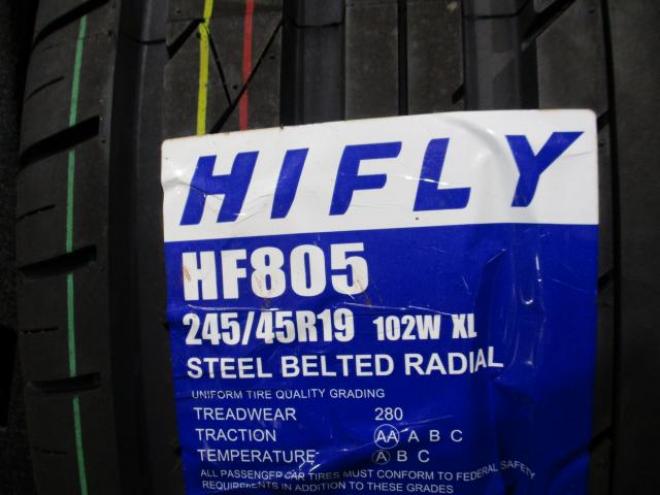 HIFLY
HF805
245/45R19 102W XL
STEEL BELTED RADIAL
UNIFORM TIRE QUALITY GRADING
TREADWEAR 280
TRACTION AA A B C
TEMPERATURE A B C
ALL PASSENGER CAR TIRES MUST CONFORM TO FEDERAL SAFETY
REQUIREMENTS IN ADDITION TO THESE GRADES